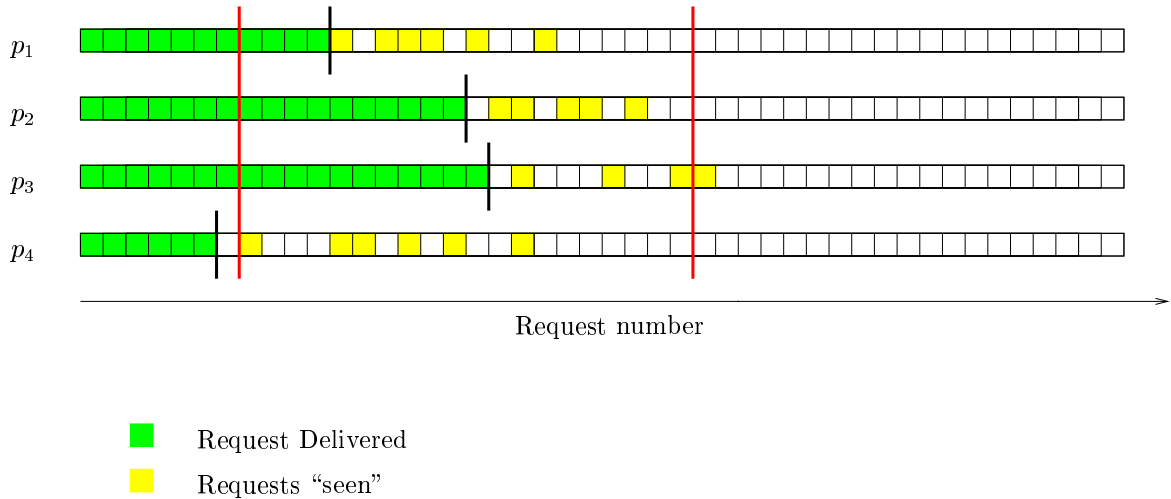 p1
p2
p3
p4
Request number
Request Delivered
Requests “seen”